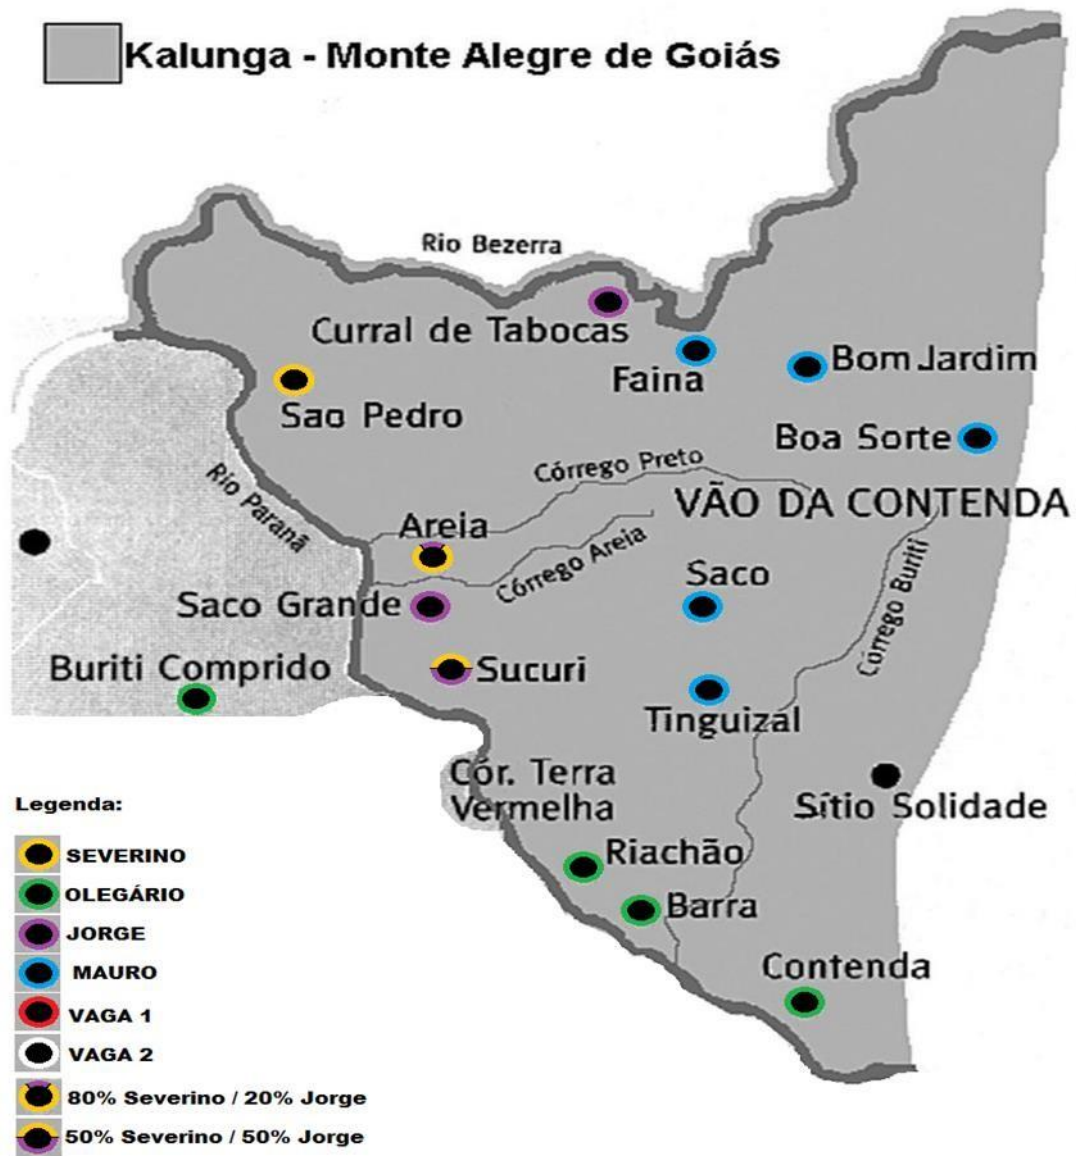 Kalunga - Monte Alegre de Goiás
Rio Bezerra
Curral de Tabocas
Faina
Bom Jardim
Sao Pedro
Boa Sorte
Rio Paranã
Córrego Preto
VÃO DA CONTENDA
Areia
Córrego Areia
Córrego Buriti
Saco
Saco Grande
Buriti Comprido
Sucuri
Tinguizal
Cór. Terra
Vermelha
Sítio Solidade
Riachão
Barra
Contenda
Legenda:
SEVERINO
OLEGÁRIO
JORGE
MAURO
VAGA 1
VAGA 2
80% Severino / 20% Jorge
50% Severino / 50% Jorge